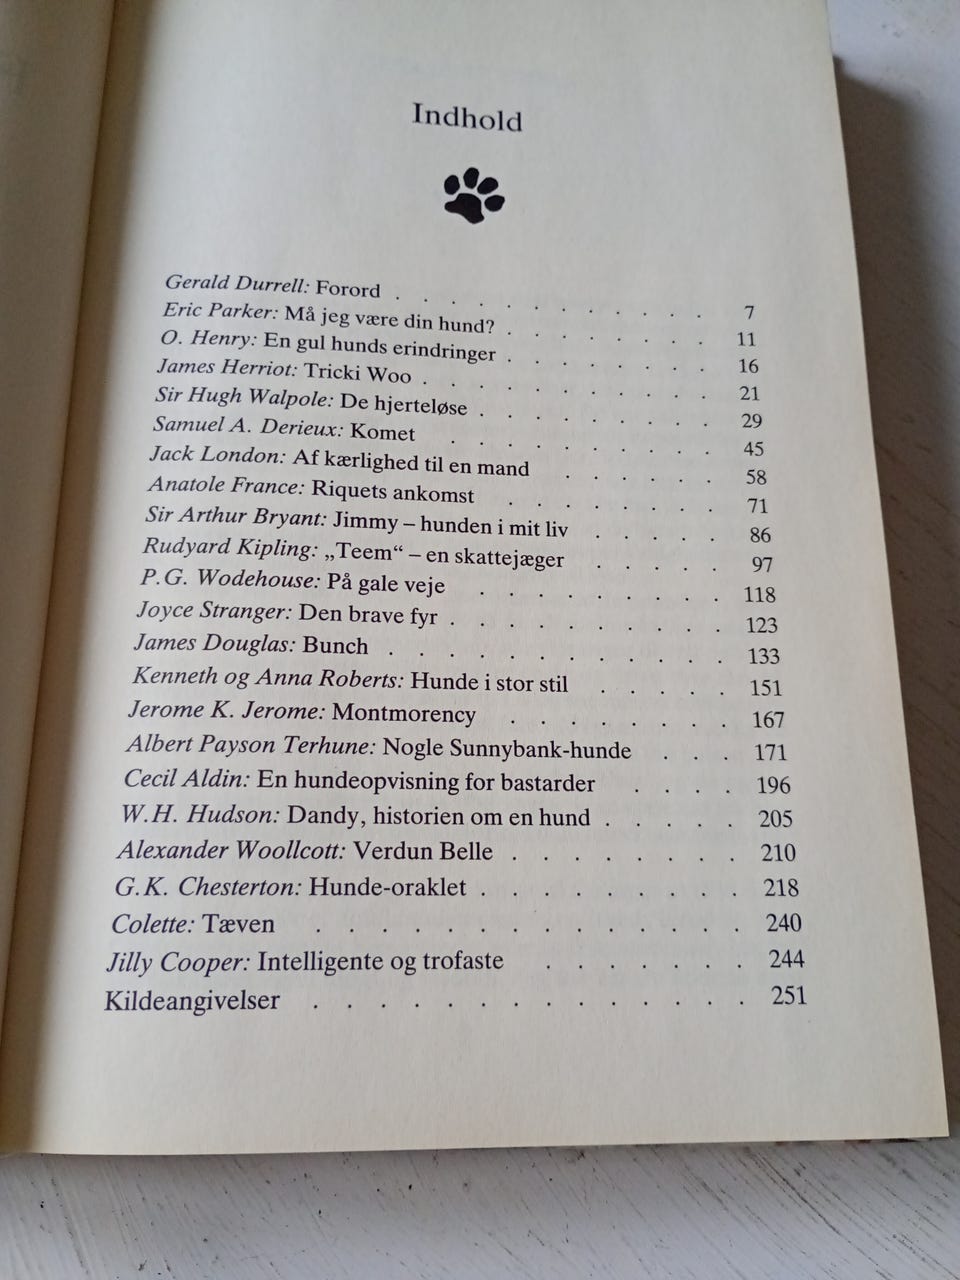 Indhold
Gerald Durrell: Forord . . . . . . . . . . . . 7
Eric Parker: Må jeg være din hund? . . . . . . . . 11
O. Henry: En gul hunds erindringer . . . . . . . . 16
James Herriot: Tricki Woo . . . . . . . . . . . 21
Sir Hugh Walpole: De hjerteløse . . . . . . . . . 29
Samuel A. Derieux: Komet . . . . . . . . . . 45
Jack London: Af kærlighed til en mand . . . . . . 58
Anatole France: Riquets ankomst . . . . . . . . 71
Sir Arthur Bryant: Jimmy – hunden i mit liv . . . . . 86
Rudyard Kipling: „Teem“ – en skattejæger . . . . . 97
P.G. Wodehouse: På gale veje . . . . . . . . . 118
Joyce Stranger: Den brave fyr . . . . . . . . . . 123
James Douglas: Bunch . . . . . . . . . . . . 133
Kenneth og Anna Roberts: Hunde i stor stil . . . . . 151
Jerome K. Jerome: Montmorency . . . . . . . . 167
Albert Payson Terhune: Nogle Sunnybank-hunde . . . 171
Cecil Aldin: En hundeopvisning for bastarder . . . . 196
W.H. Hudson: Dandy, historien om en hund . . . . . 205
Alexander Woollcott: Verdun Belle . . . . . . . . 210
G.K. Chesterton: Hunde-oraklet . . . . . . . . . 218
Colette: Tæven . . . . . . . . . . . . . . 240
Jilly Cooper: Intelligente og trofaste . . . . . . . 244
Kildeangivelser . . . . . . . . . . . . . . 251